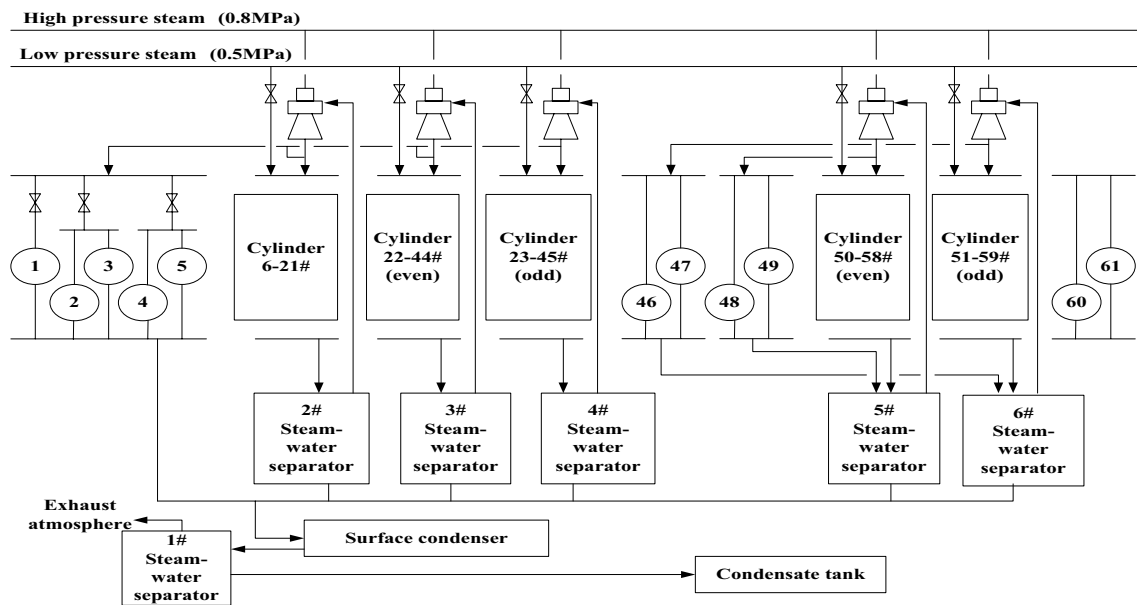 High pressure steam (0.8MPa)
Low pressure steam (0.5MPa)
Cylinder
6-21#
Cylinder
22-44#
(even)
Cylinder
23-45#
(odd)
Cylinder
50-58#
(even)
Cylinder
51-59#
(odd)
1
3
5
2
4
47
49
46
48
61
60
2#
Steam-
water
separator
3#
Steam-
water
separator
4#
Steam-
water
separator
5#
Steam-
water
separator
6#
Steam-
water
separator
Exhaust
atmosphere
1#
Steam-
water
separator
Surface condenser
Condensate tank